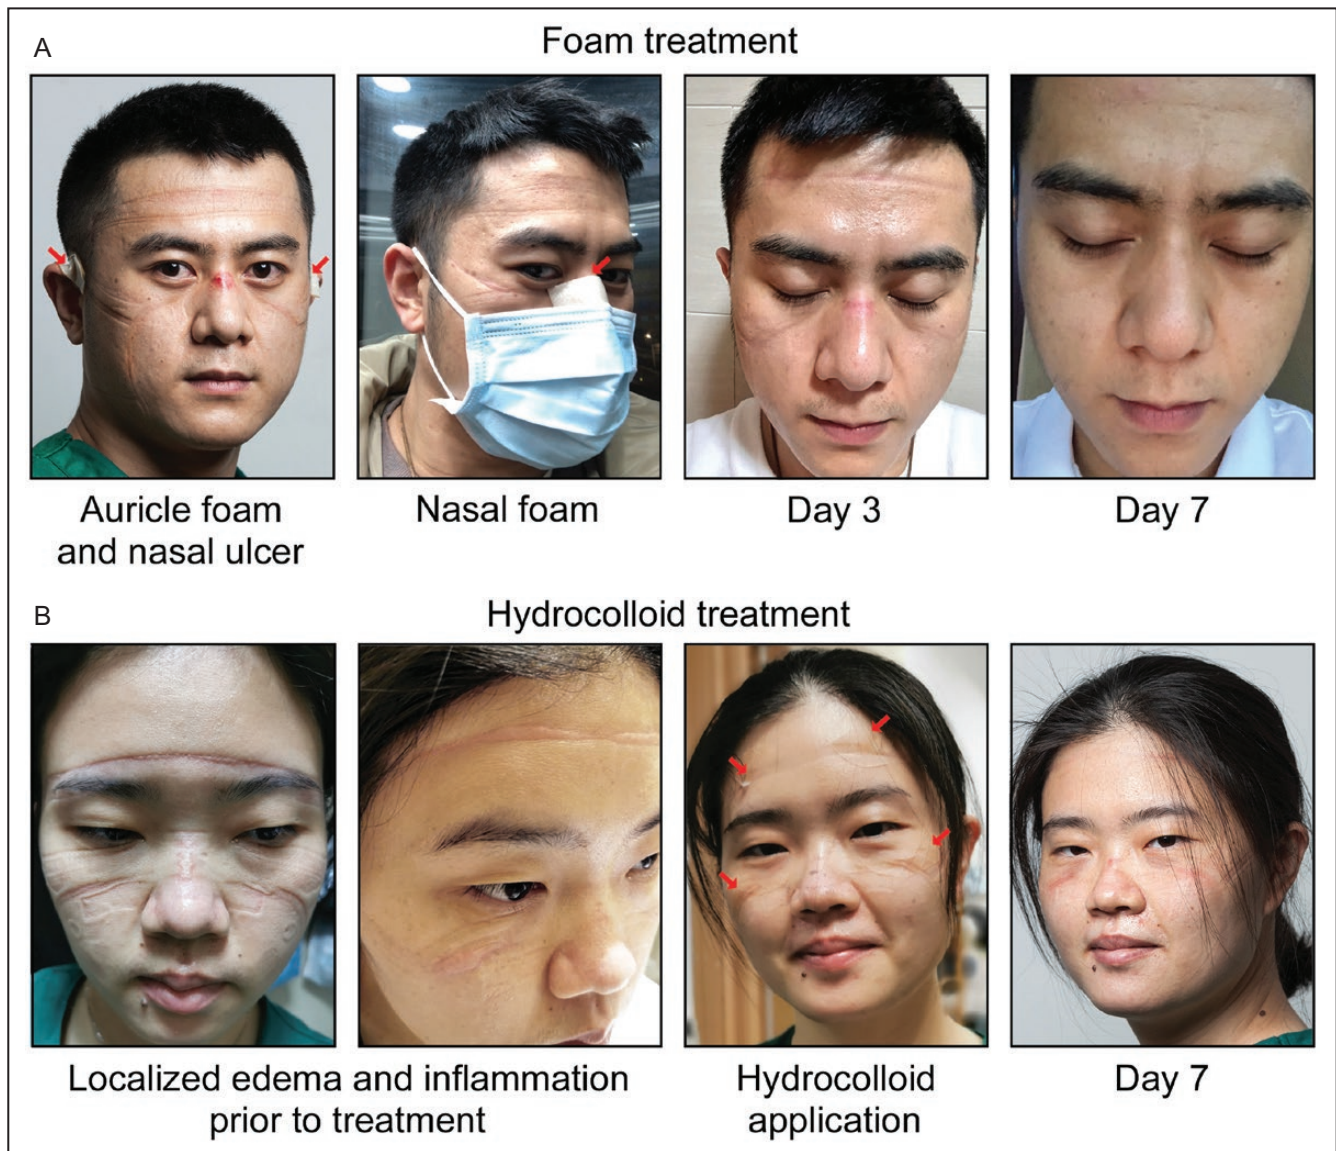 A
Foam treatment
Auricle foam
and nasal ulcer
Nasal foam
Day 3
Day 7
B
Hydrocolloid treatment
Localized edema and inflammation
prior to treatment
Hydrocolloid
application
Day 7